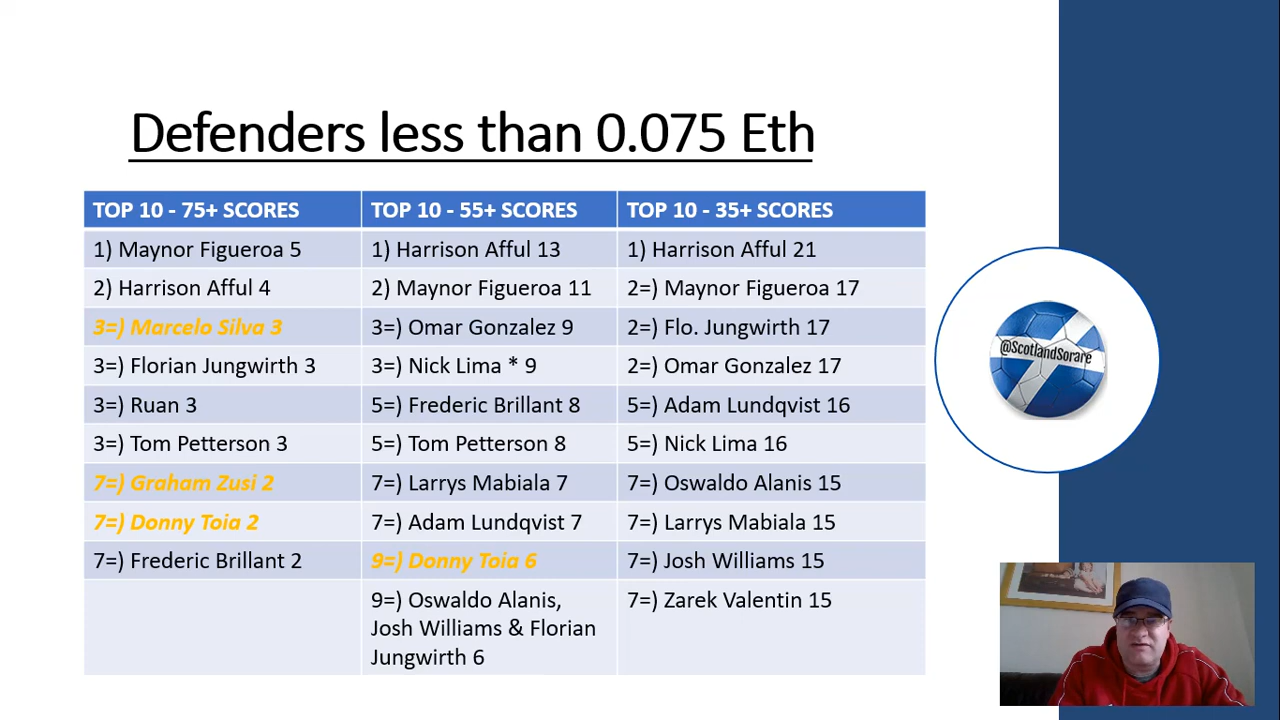 Defenders less than 0.075 Eth
TOP 10 - 75+ SCORES
TOP 10 - 55+ SCORES
TOP 10 - 35+ SCORES
1) Maynor Figueroa 5
1) Harrison Afful 13
1) Harrison Afful 21
2) Harrison Afful 4
2) Maynor Figueroa 11
2=) Maynor Figueroa 17
3=) Marcelo Silva 3
3=) Omar Gonzalez 9
2=) Flo. Jungwirth 17
3=) Florian Jungwirth 3
3=) Nick Lima * 9
2=) Omar Gonzalez 17
3=) Ruan 3
5=) Frederic Brillant 8
5=) Adam Lundqvist 16
3=) Tom Petterson 3
5=) Tom Petterson 8
5=) Nick Lima 16
7=) Graham Zusi 2
7=) Larrys Mabiala 7
7=) Oswaldo Alanis 15
7=) Donny Toia 2
7=) Adam Lundqvist 7
7=) Larrys Mabiala 15
7=) Frederic Brillant 2
9=) Donny Toia 6
7=) Josh Williams 15
9=) Oswaldo Alanis,
Josh Williams & Florian
Jungwirth 6
7=) Zarek Valentin 15
@ScotlandSorare